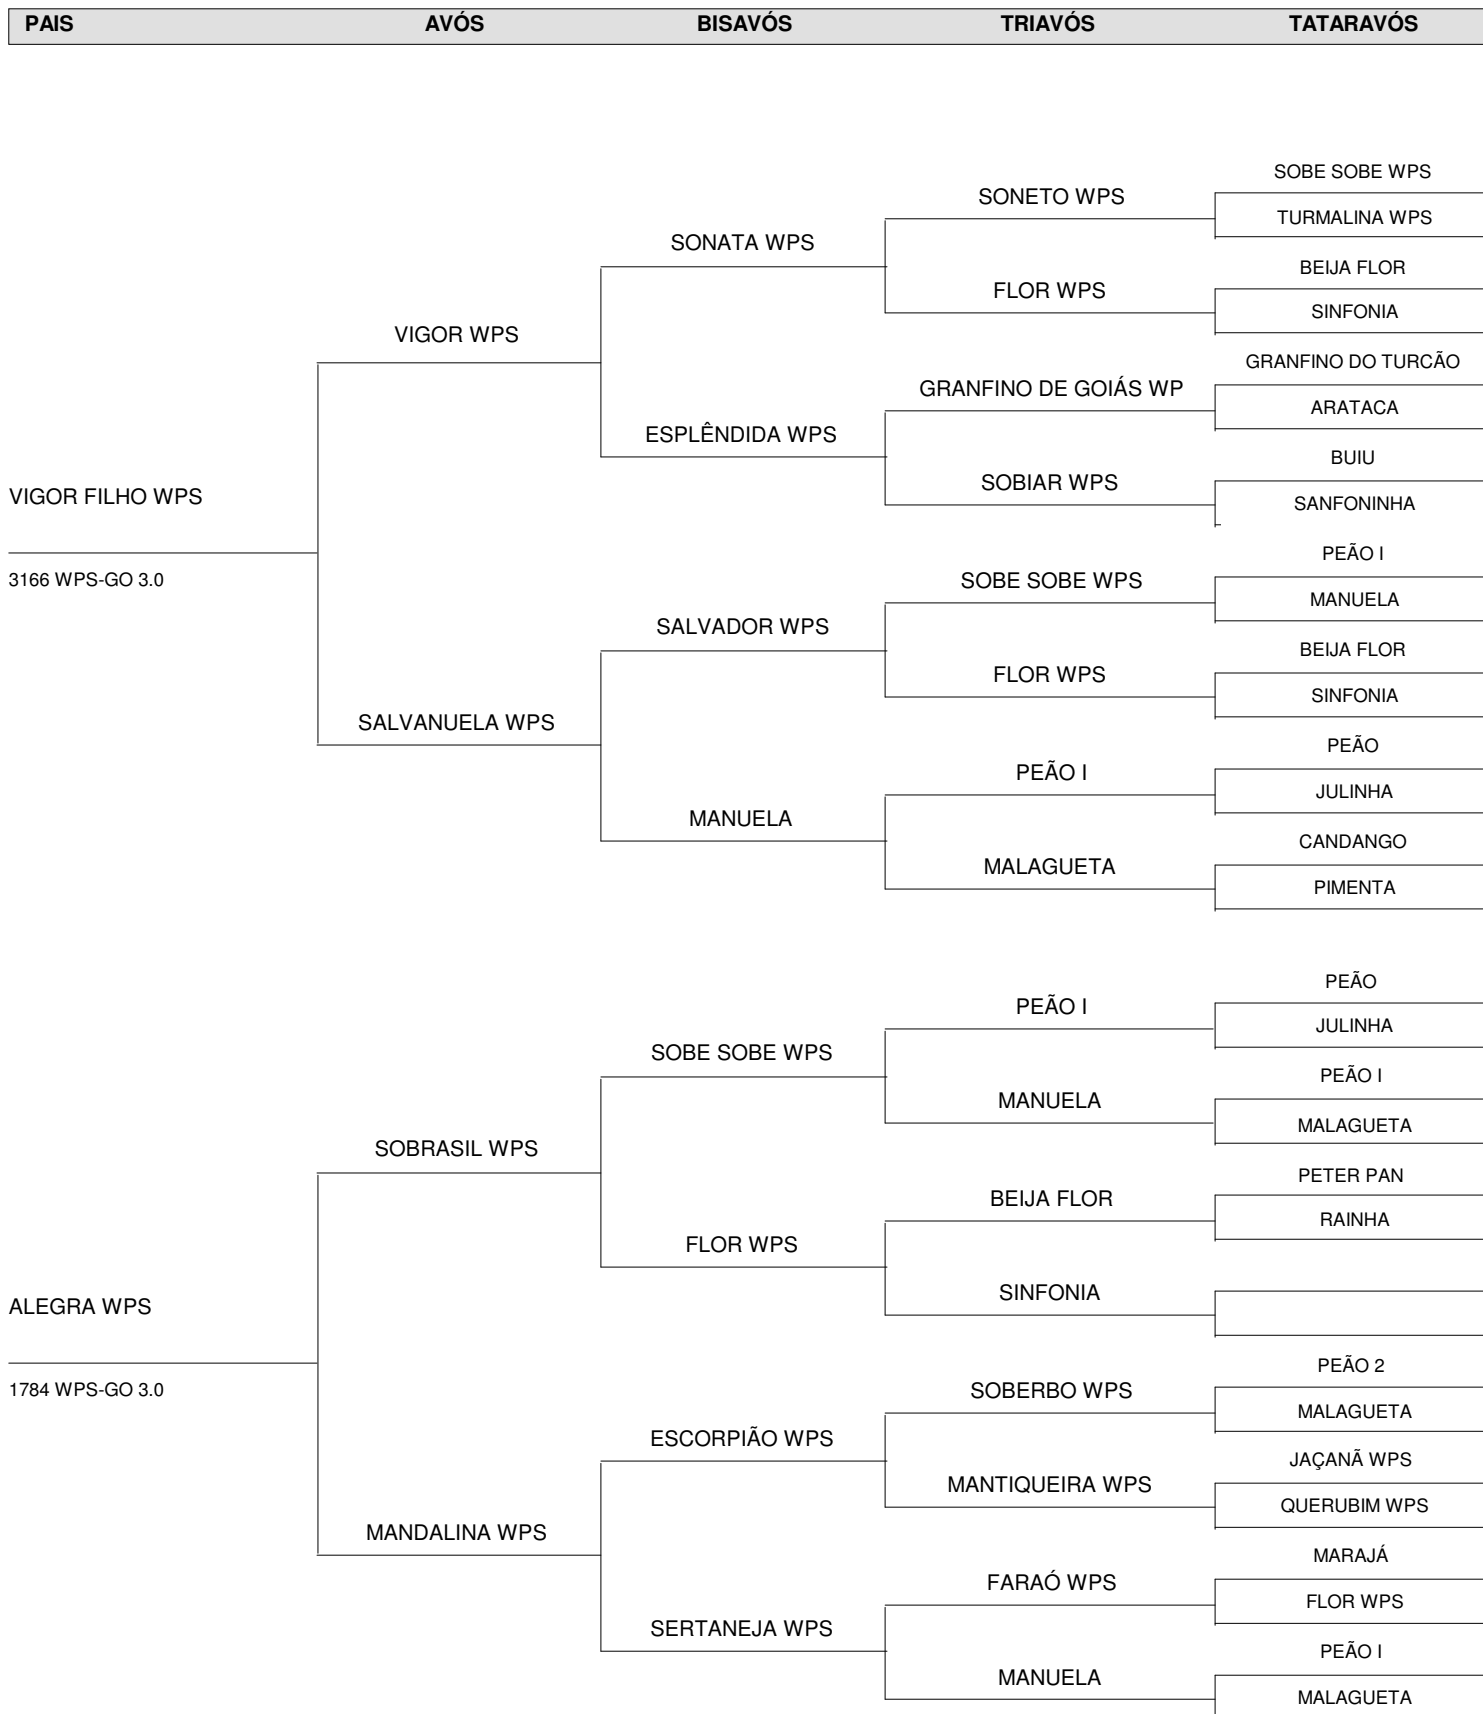 PAIS AVÓS BISAVÓS TRIAVÓS TATARAVÓS
SOBE SOBE WPS
SONETO WPS
TURMALINA WPS
SONATA WPS
BEIJA FLOR
FLOR WPS
SINFONIA
VIGOR WPS
GRANFINO DO TURCÃO
GRANFINO DE GOIÁS WP
ARATACA
ESPLÊNDIDA WPS
BUIU
SOBIAR WPS
VIGOR FILHO WPS
SANFONINHA
PEÃO I
3166 WPS-GO 3.0
SOBE SOBE WPS
MANUELA
SALVADOR WPS
BEIJA FLOR
FLOR WPS
SINFONIA
SALVANUELA WPS
PEÃO
PEÃO I
JULINHA
MANUELA
CANDANGO
MALAGUETA
PIMENTA
PEÃO
PEÃO I
JULINHA
SOBE SOBE WPS
PEÃO I
MANUELA
MALAGUETA
SOBRASIL WPS
PETER PAN
BEIJA FLOR
RAINHA
FLOR WPS
SINFONIA
ALEGRA WPS
PEÃO 2
1784 WPS-GO 3.0
SOBERBO WPS
MALAGUETA
ESCORPIÃO WPS
JAÇANÃ WPS
MANTIQUEIRA WPS
QUERUBIM WPS
MANDALINA WPS
MARAJÁ
FARAÓ WPS
FLOR WPS
SERTANEJA WPS
PEÃO I
MANUELA
MALAGUETA